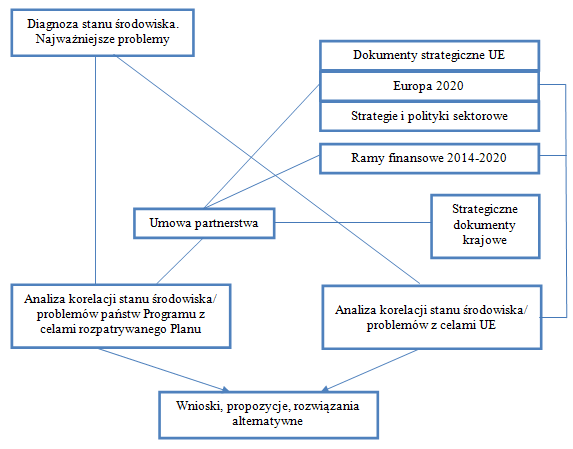 Diagnoza stanu środowiska.
Najważniejsze problemy
Dokumenty strategiczne UE
Europa 2020
Strategie i polityki sektorowe
Ramy finansowe 2014-2020
Umowa partnerstwa
Strategiczne
dokumenty
krajowe
Analiza korelacji stanu środowiska/
problemów państw Programu z
celami rozpatrywanego Planu
Analiza korelacji stanu środowiska/
problemów z celami UE
Wnioski, propozycje, rozwiązania
alternatywne